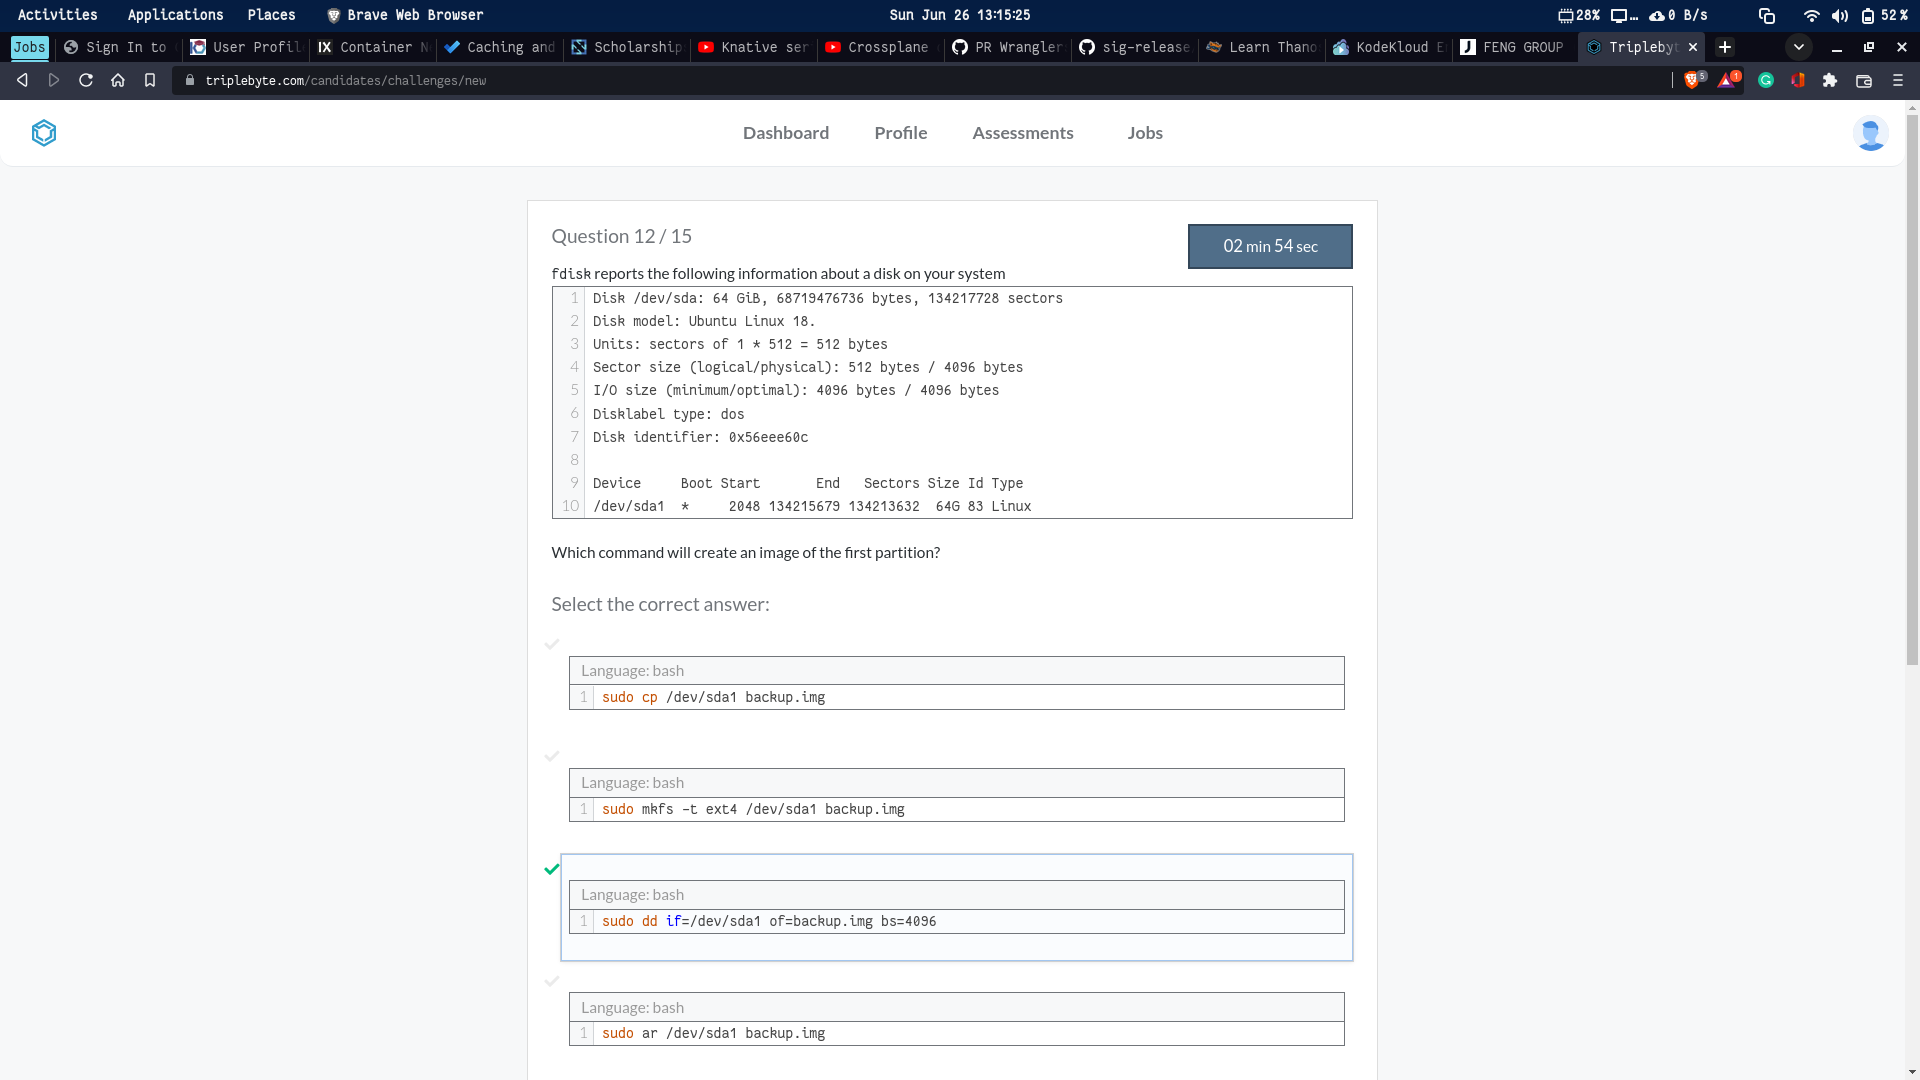 Activities Applications Places Brave Web Browser Sun Jun 26 13:15:25 28% … 0 B/s 52%
Jobs Sign In to User Profil IX Container N Caching and Scholarship Knative ser Crossplane PR Wrangler sig-release Learn Thano KodeKloud E J FENG GROUP Tripleby
triplebyte.com/candidates/challenges/new 5 1
Dashboard Profile Assessments Jobs
Question 12 / 15
02 min 54 sec
fdisk reports the following information about a disk on your system
1 Disk /dev/sda: 64 GiB, 68719476736 bytes, 134217728 sectors
2 Disk model: Ubuntu Linux 18.
3 Units: sectors of 1 * 512 = 512 bytes
4 Sector size (logical/physical): 512 bytes / 4096 bytes
5 I/O size (minimum/optimal): 4096 bytes / 4096 bytes
6 Disklabel type: dos
7 Disk identifier: 0x56eee60c
8
9 Device     Boot Start       End   Sectors Size Id Type
10 /dev/sda1  *     2048 134215679 134213632  64G 83 Linux
Which command will create an image of the first partition?
Select the correct answer:
Language: bash
1 sudo cp /dev/sda1 backup.img
Language: bash
1 sudo mkfs -t ext4 /dev/sda1 backup.img
Language: bash
1 sudo dd if=/dev/sda1 of=backup.img bs=4096
Language: bash
1 sudo ar /dev/sda1 backup.img